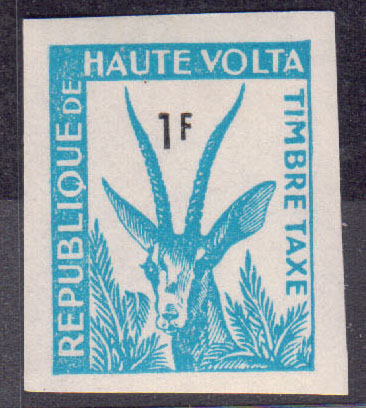 REPUBLIQUE DE
HAUTE VOLTA
TIMBRE TAXE
1F